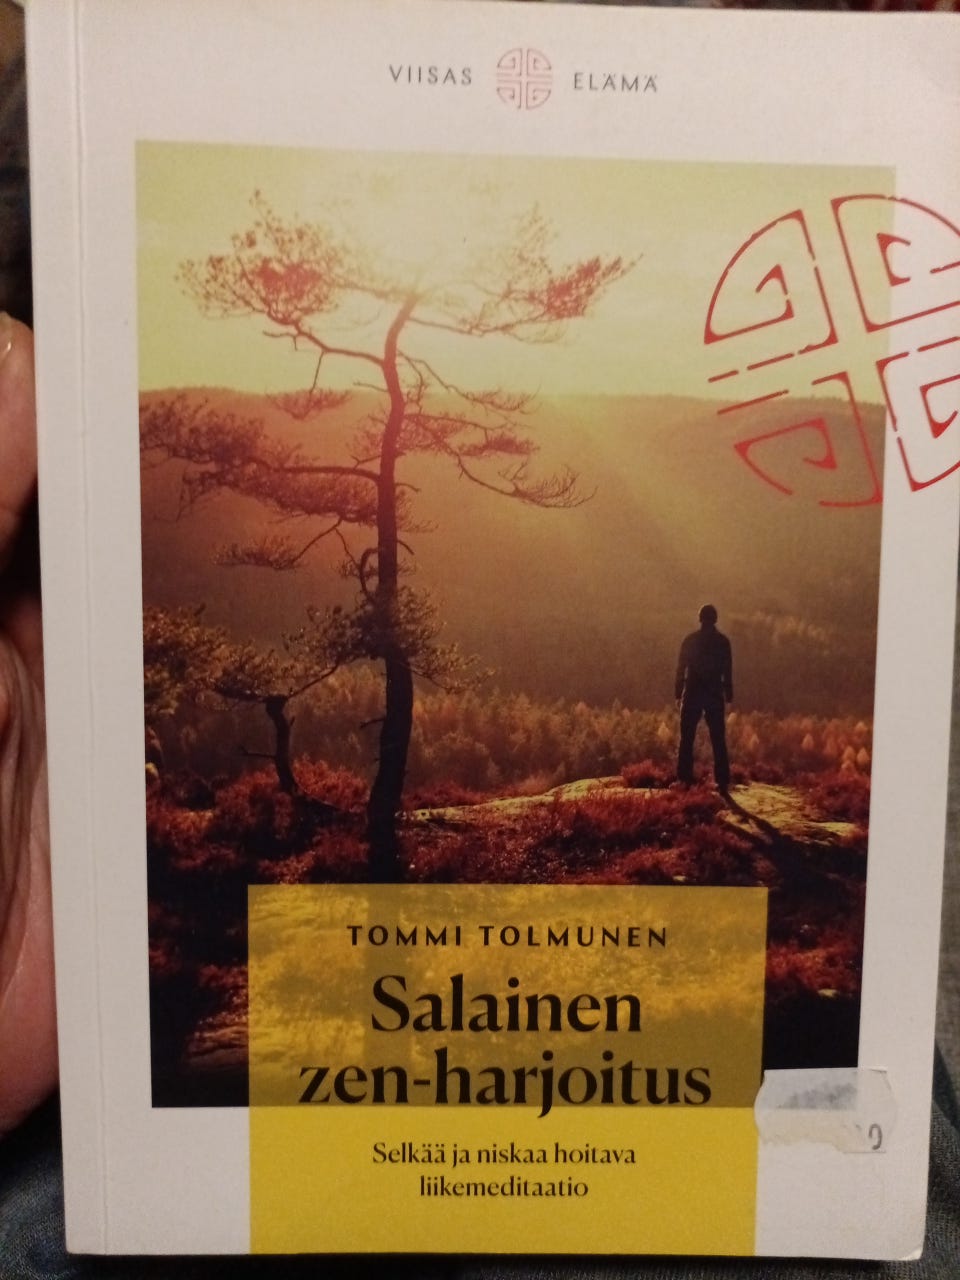 VIISAS ELÄMÄ
TOMMI TOLMUNEN
Salainen
zen-harjoitus
Selkää ja niskaa hoitava
liikemeditaatio